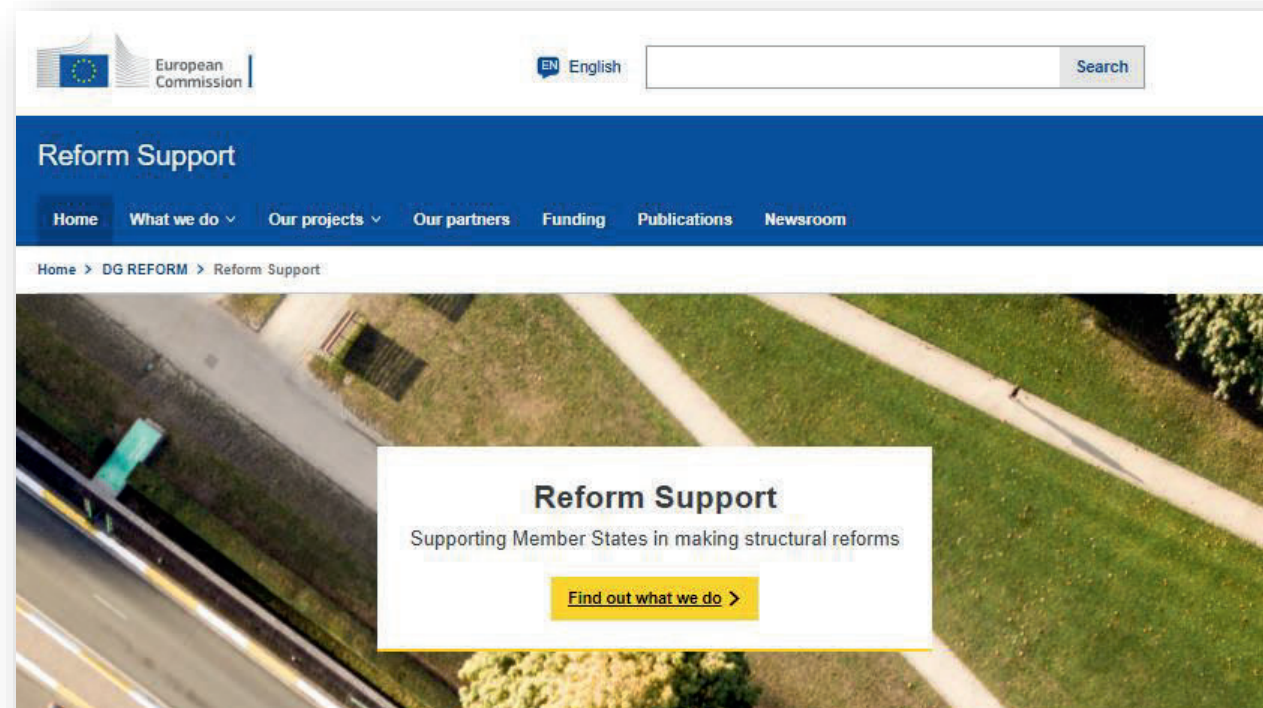 European
Commission
EN English
Search
Reform Support
Home What we do Our projects Our partners Funding Publications Newsroom
Home > DG REFORM > Reform Support
Reform Support
Supporting Member States in making structural reforms
Find out what we do >